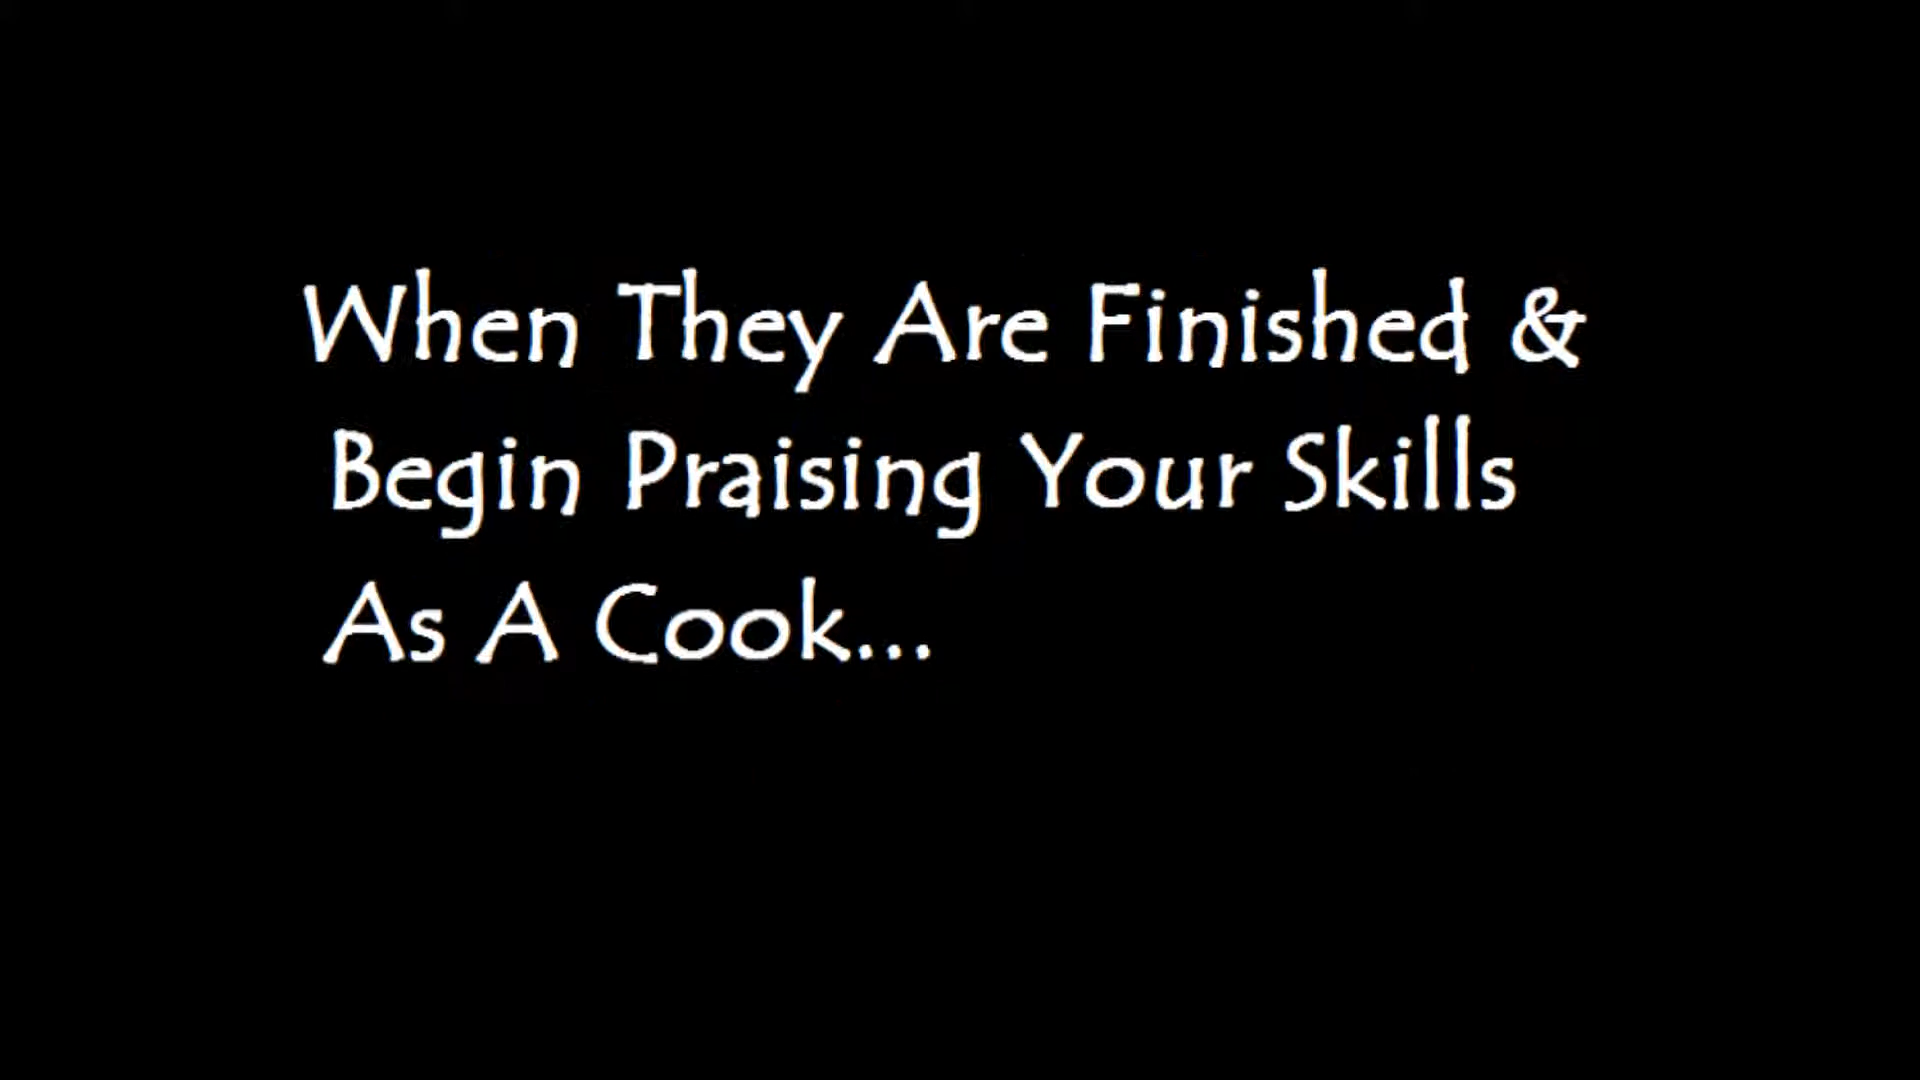 When They Are Finished &
Begin Praising Your Skills
As A Cook...